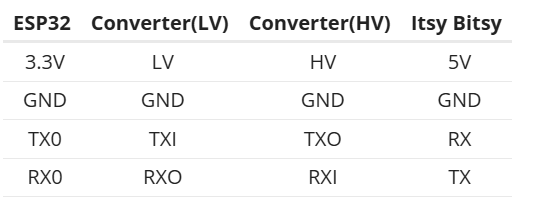 ESP32 Converter(LV) Converter(HV) Itsy Bitsy
3.3V LV HV 5V
GND GND GND GND
TX0 TXI TXO RX
RX0 RXO RXI TX